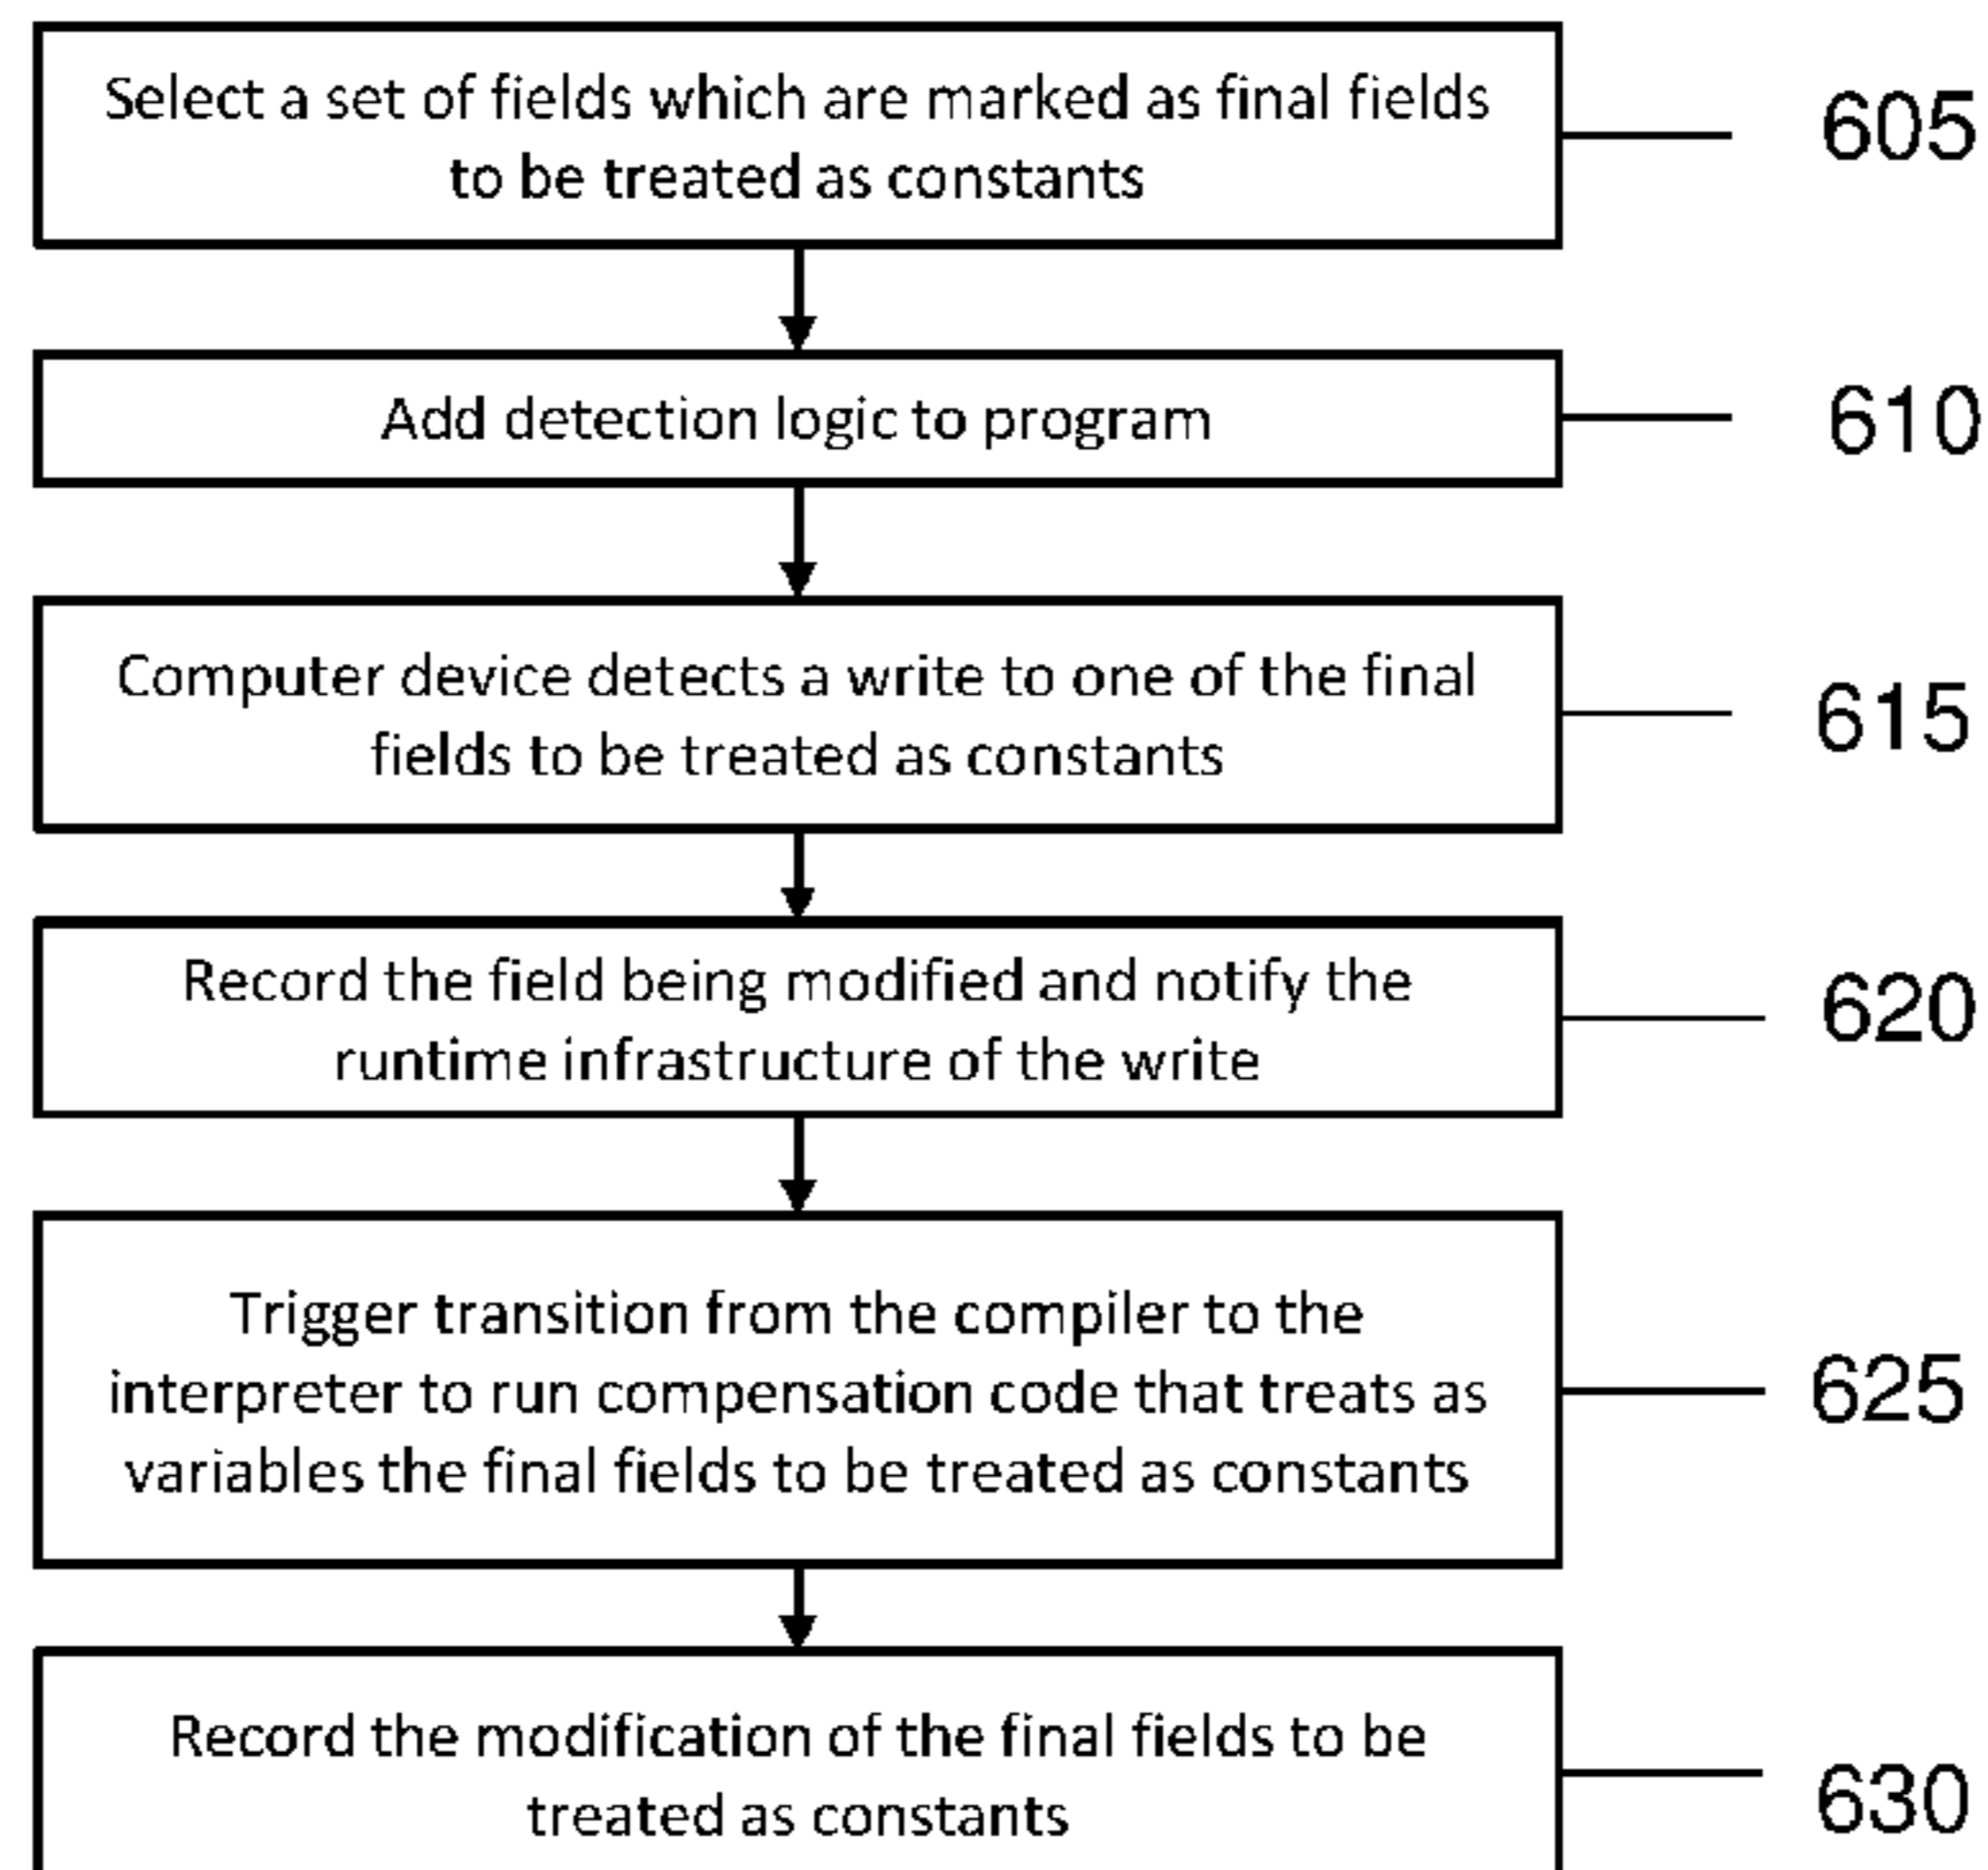 Select a set of fields which are marked as final fields
to be treated as constants
605
Add detection logic to program
610
Computer device detects a write to one of the final
fields to be treated as constants
615
Record the field being modified and notify the
runtime infrastructure of the write
620
Trigger transition from the compiler to the
interpreter to run compensation code that treats as
variables the final fields to be treated as constants
625
Record the modification of the final fields to be
treated as constants
630